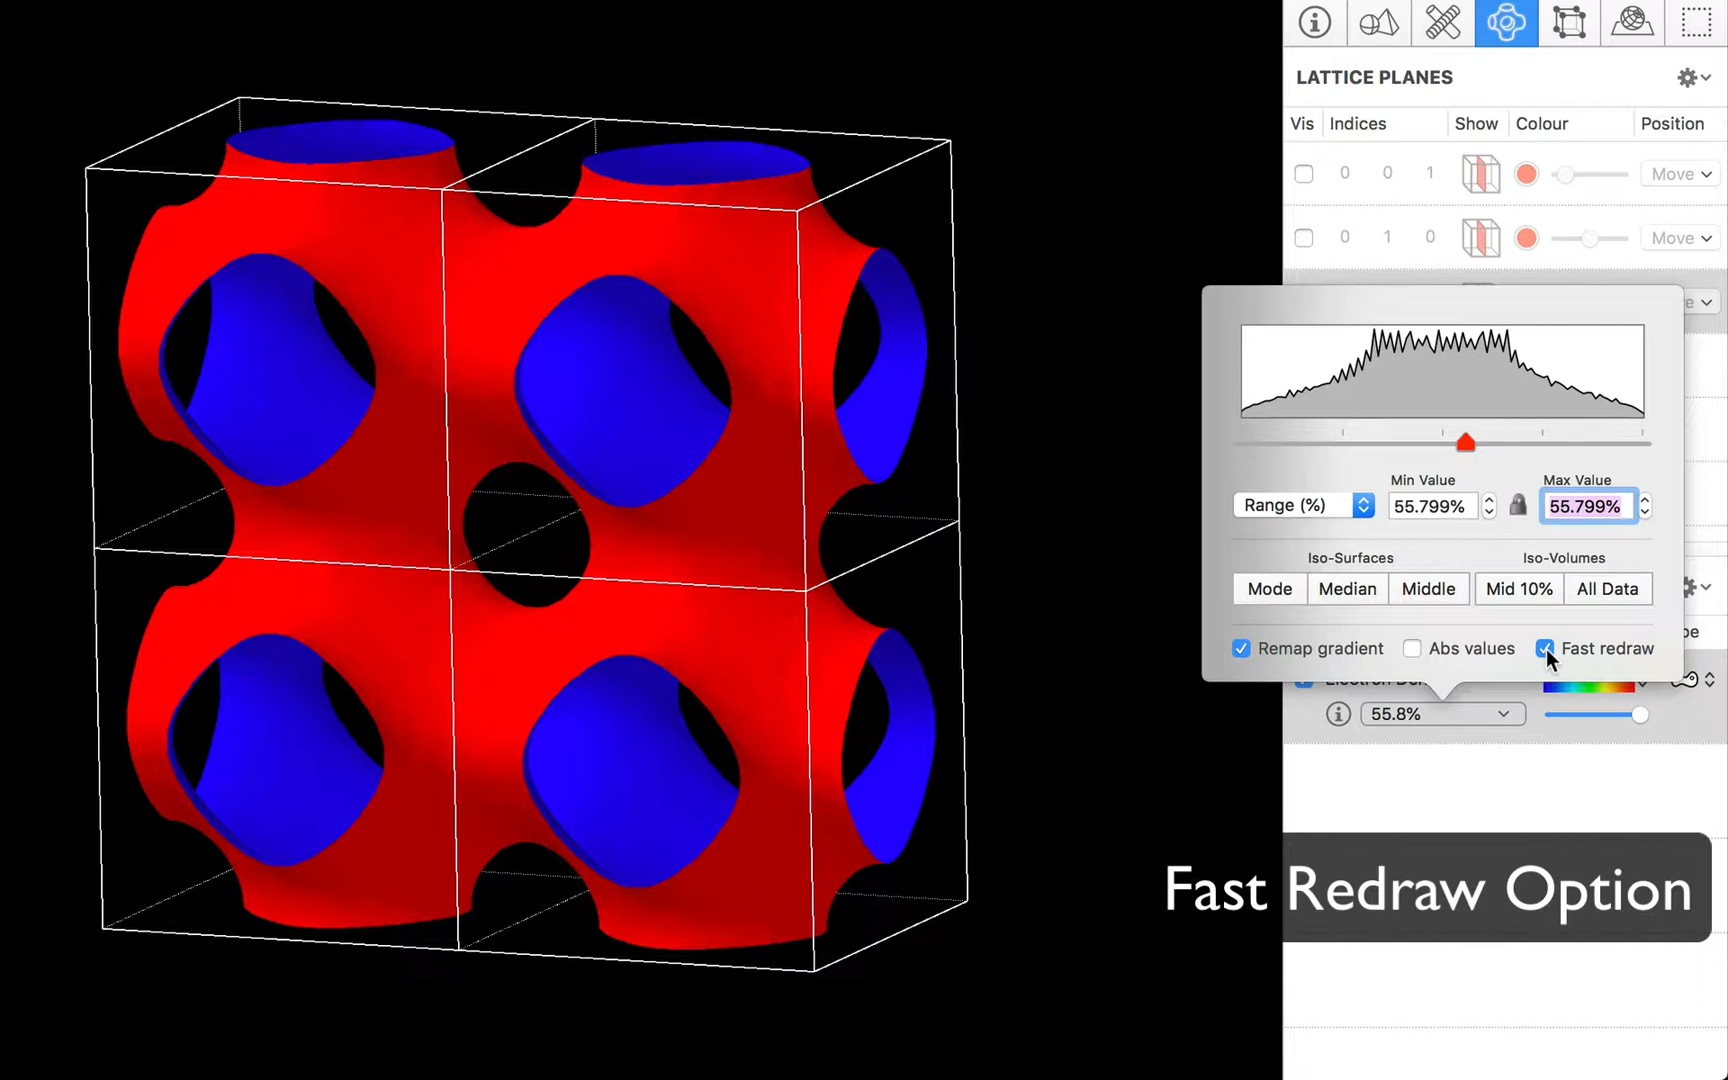 LATTICE PLANES
Vis Indices Show Colour Position
0 0 1 Move
0 1 0 Move
e
Min Value Max Value
Range (%) 55.799% 55.799%
Iso-Surfaces Iso-Volumes
Mode Median Middle Mid 10% All Data
Remap gradient Abs values Fast redraw
55.8%
Fast Redraw Option